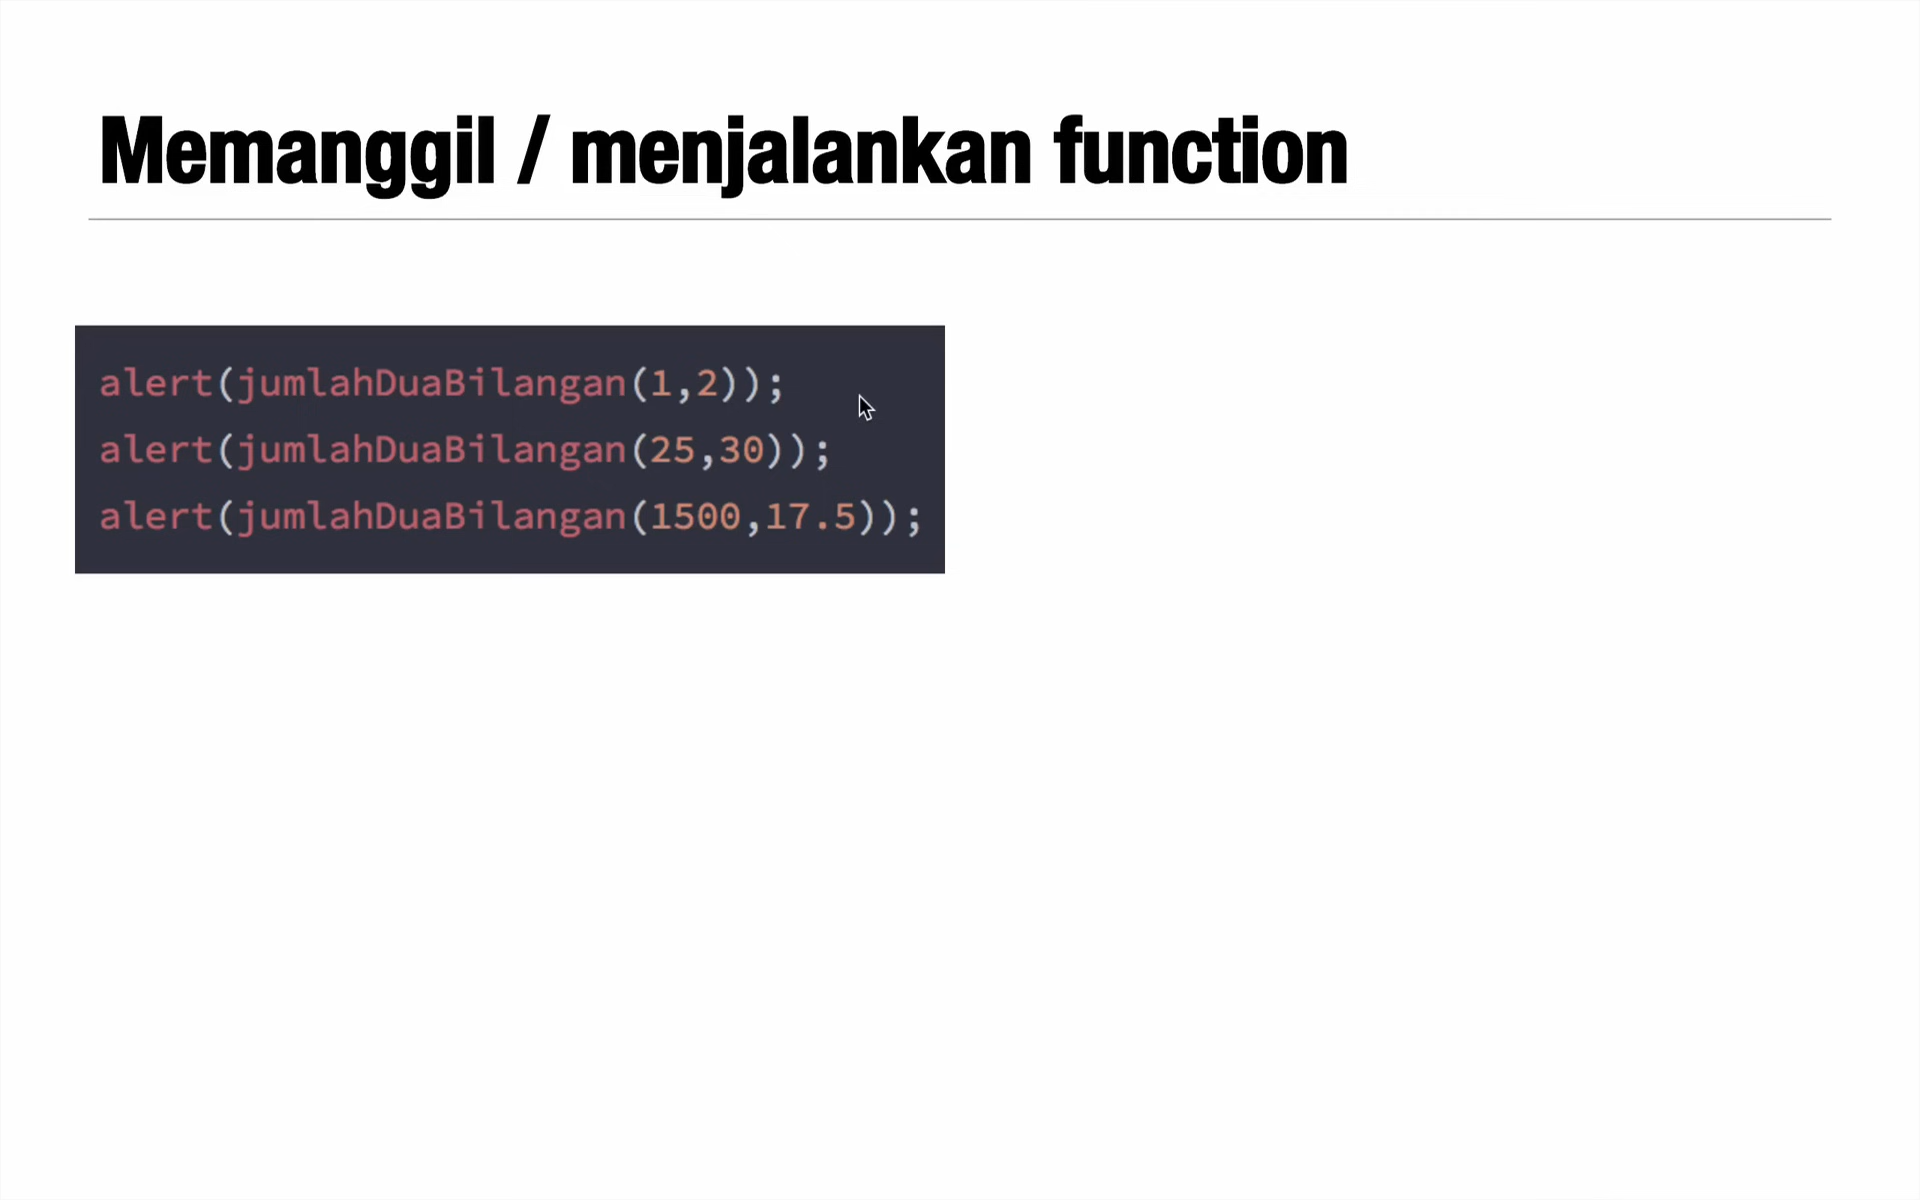 Memanggil / menjalankan function
alert(jumlahDuaBilangan(1,2));
alert(jumlahDuaBilangan(25,30));
alert(jumlahDuaBilangan(1500,17.5));